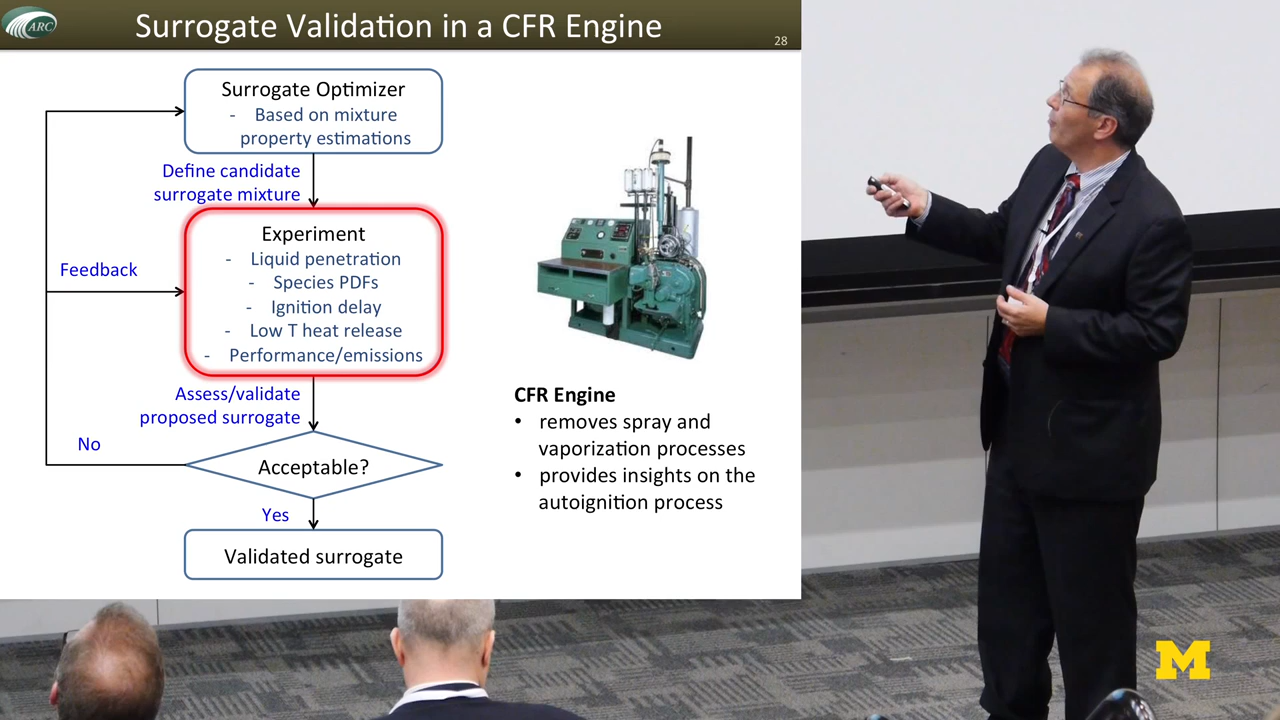 ARC
Surrogate Validation in a CFR Engine
28
Surrogate Optimizer
- Based on mixture
property estimations
Define candidate
surrogate mixture
Experiment
- Liquid penetration
- Species PDFs
- Ignition delay
- Low T heat release
- Performance/emissions
Feedback
Assess/validate
proposed surrogate
No
Acceptable?
Yes
Validated surrogate
CFR Engine
• removes spray and
vaporization processes
• provides insights on the
autoignition process
M